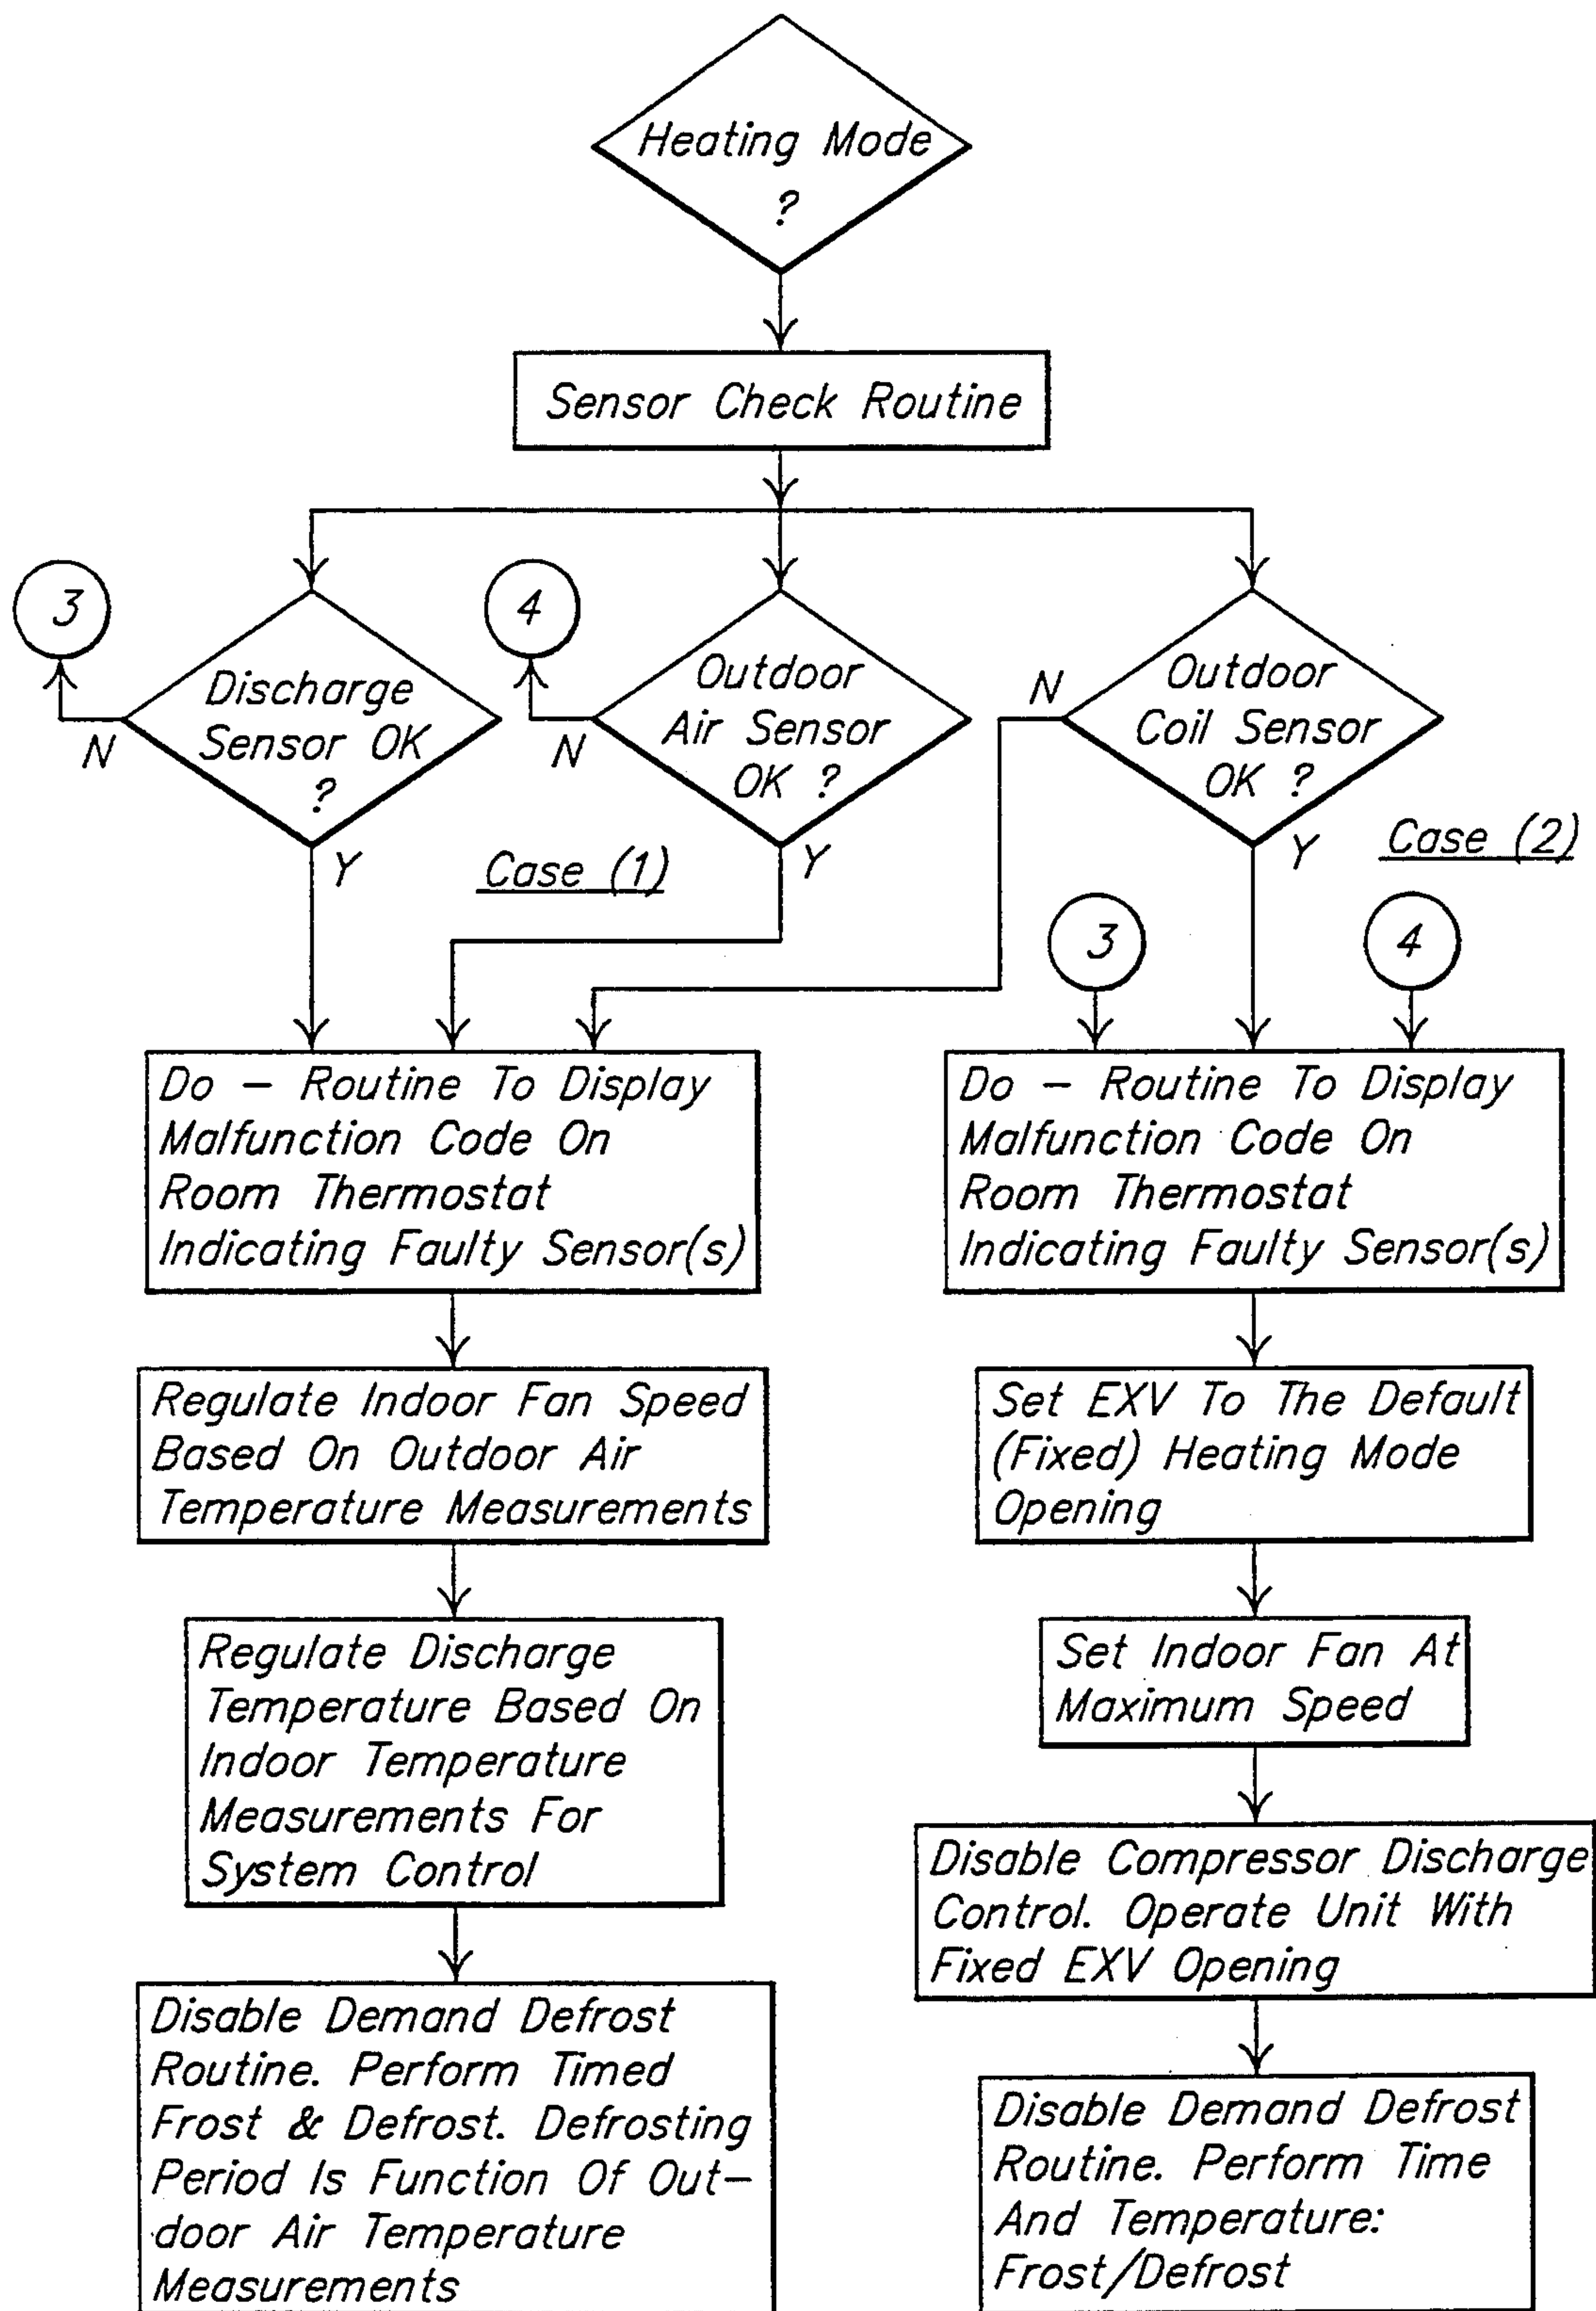 Heating Mode
?
Sensor Check Routine
3
4
Discharge
Sensor OK
?
N
Y
Outdoor
Air Sensor
OK ?
N
Y
Outdoor
Coil Sensor
OK ?
N
Y
Case (1)
Case (2)
3
4
Do – Routine To Display
Malfunction Code On
Room Thermostat
Indicating Faulty Sensor(s)
Regulate Indoor Fan Speed
Based On Outdoor Air
Temperature Measurements
Regulate Discharge
Temperature Based On
Indoor Temperature
Measurements For
System Control
Disable Demand Defrost
Routine. Perform Timed
Frost & Defrost. Defrosting
Period Is Function Of Out-
door Air Temperature
Measurements
Do – Routine To Display
Malfunction Code On
Room Thermostat
Indicating Faulty Sensor(s)
Set EXV To The Default
(Fixed) Heating Mode
Opening
Set Indoor Fan At
Maximum Speed
Disable Compressor Discharge
Control. Operate Unit With
Fixed EXV Opening
Disable Demand Defrost
Routine. Perform Time
And Temperature:
Frost/Defrost